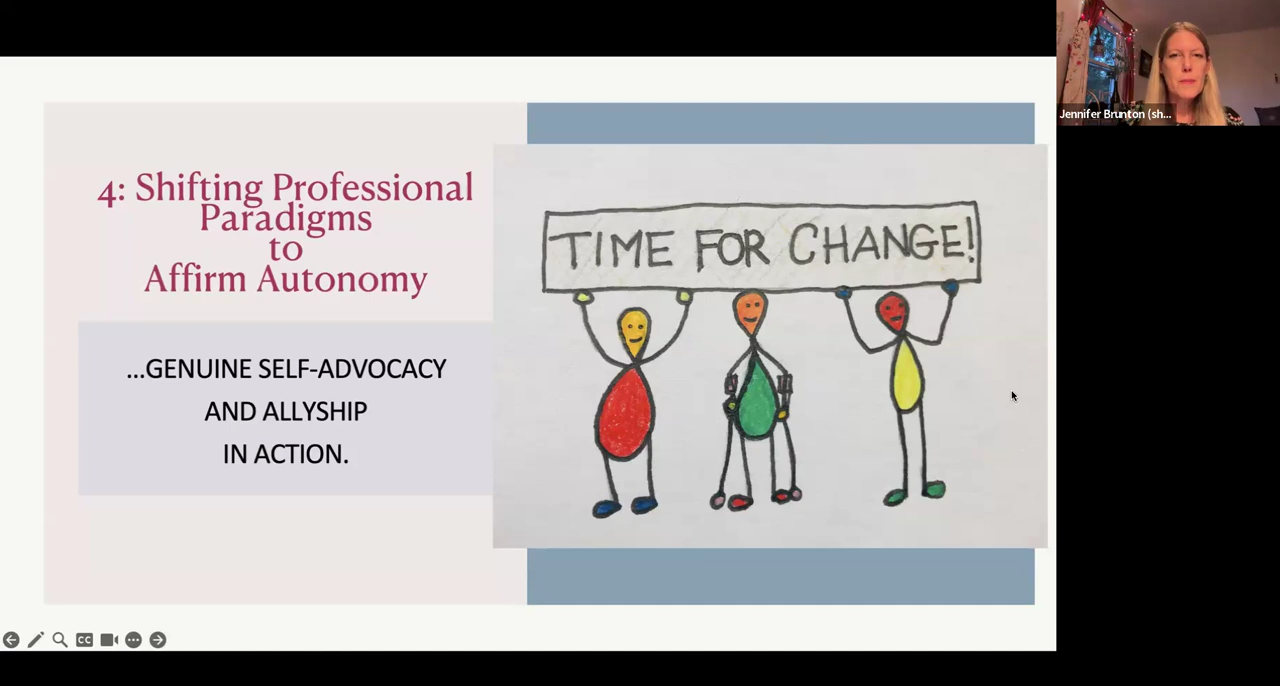 4: Shifting Professional
Paradigms
to
Affirm Autonomy
...GENUINE SELF-ADVOCACY
AND ALLYSHIP
IN ACTION.
TIME FOR CHANGE!
Jennifer Brunton (sh...
CC